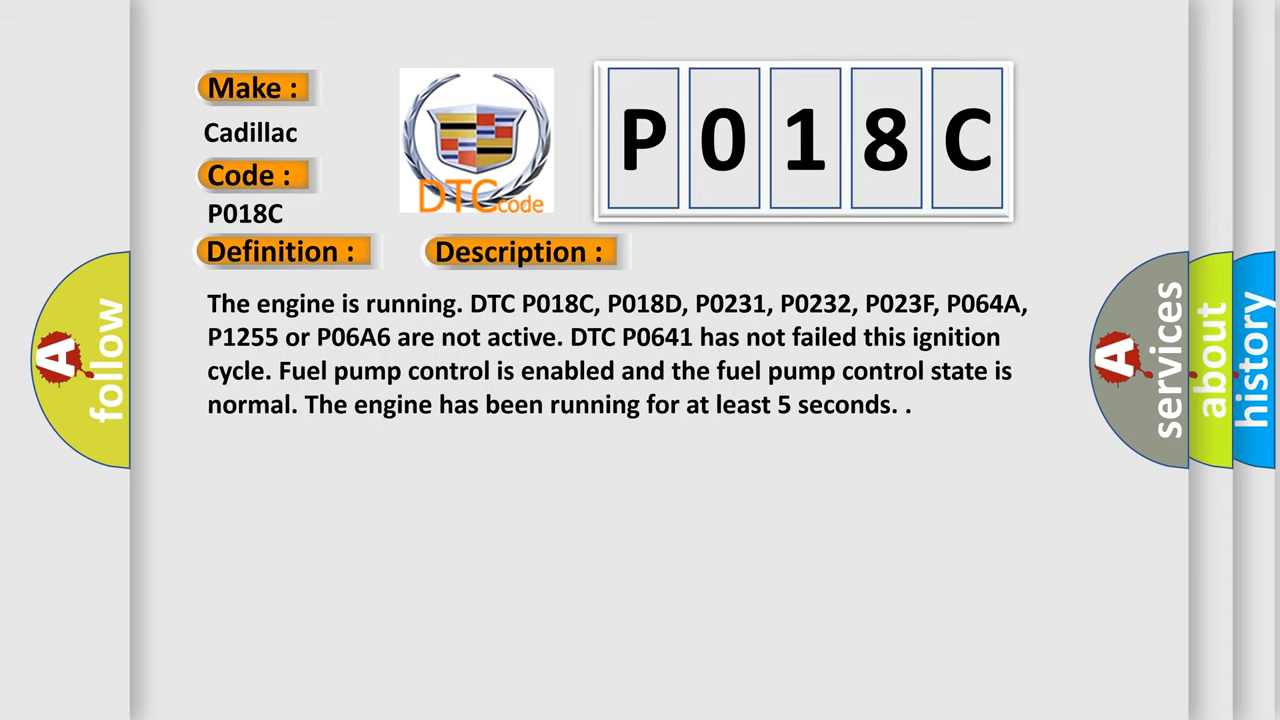 Make :
Cadillac
Code :
P018C
DTC code
P 0 1 8 C
Definition :
Description :
The engine is running. DTC P018C, P018D, P0231, P0232, P023F, P064A,
P1255 or P06A6 are not active. DTC P0641 has not failed this ignition
cycle. Fuel pump control is enabled and the fuel pump control state is
normal. The engine has been running for at least 5 seconds. .
A follow
A services
about
history